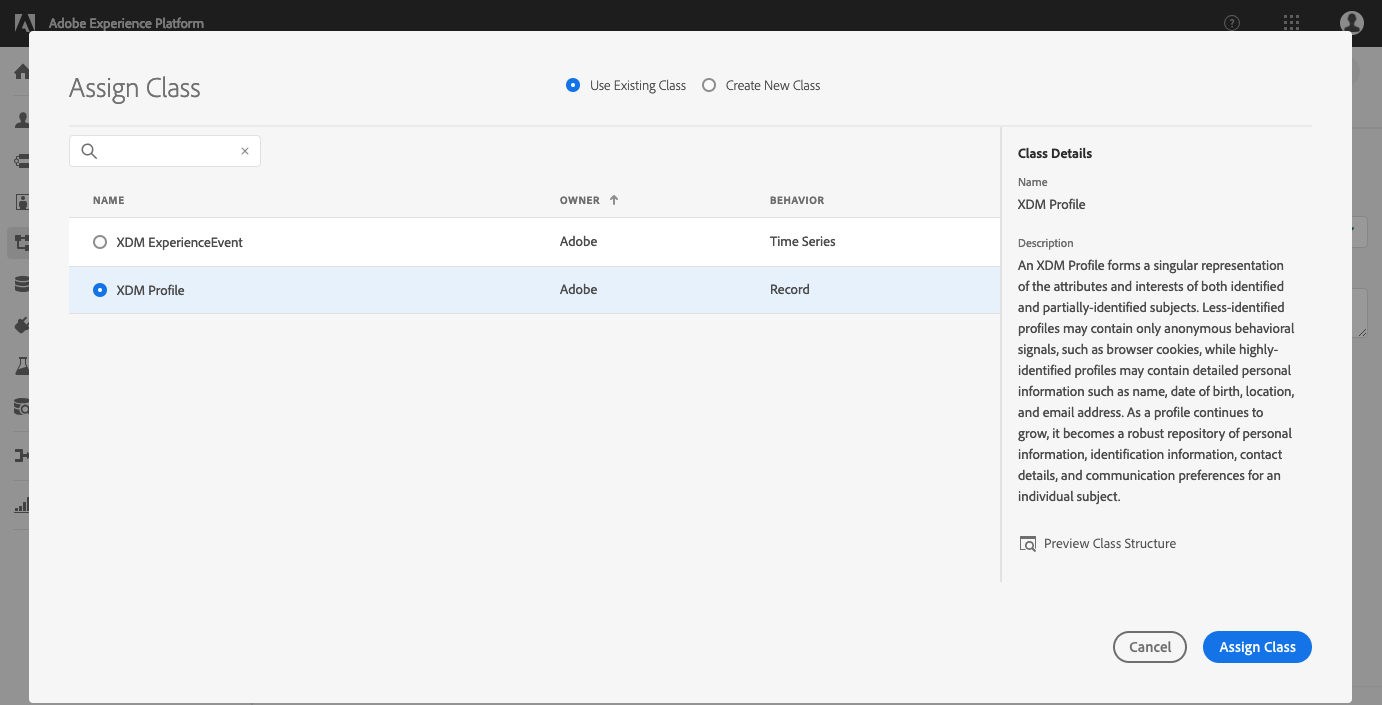 Adobe Experience Platform
Assign Class
Use Existing Class
Create New Class
NAME
OWNER
BEHAVIOR
XDM ExperienceEvent
Adobe
Time Series
XDM Profile
Adobe
Record
Class Details
Name
XDM Profile
Description
An XDM Profile forms a singular representation
of the attributes and interests of both identified
and partially-identified subjects. Less-identified
profiles may contain only anonymous behavioral
signals, such as browser cookies, while highly-
identified profiles may contain detailed personal
information such as name, date of birth, location,
and email address. As a profile continues to
grow, it becomes a robust repository of personal
information, identification information, contact
details, and communication preferences for an
individual subject.
Preview Class Structure
Cancel
Assign Class